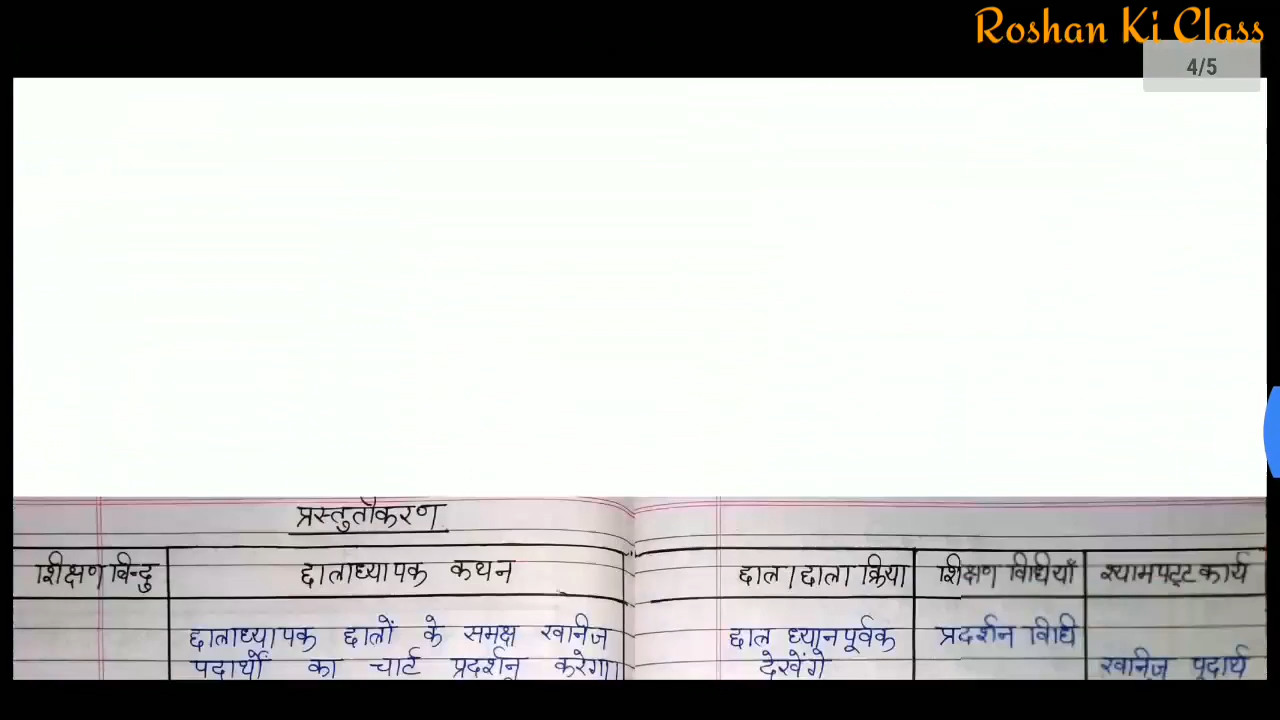 Roshan Ki Class
4/5
प्रस्तुतीकरण
शिक्षण बिन्दु
छात्राध्यापक कथन
छात्र/छात्रा क्रिया
शिक्षण विधियाँ
श्यामपट्ट कार्य
छात्राध्यापक छात्रों के समक्ष खनिज
पदार्थों का चार्ट प्रदर्शन करेगा
छात्र ध्यानपूर्वक
देखेंगे
प्रदर्शन विधि
खनिज पदार्थ